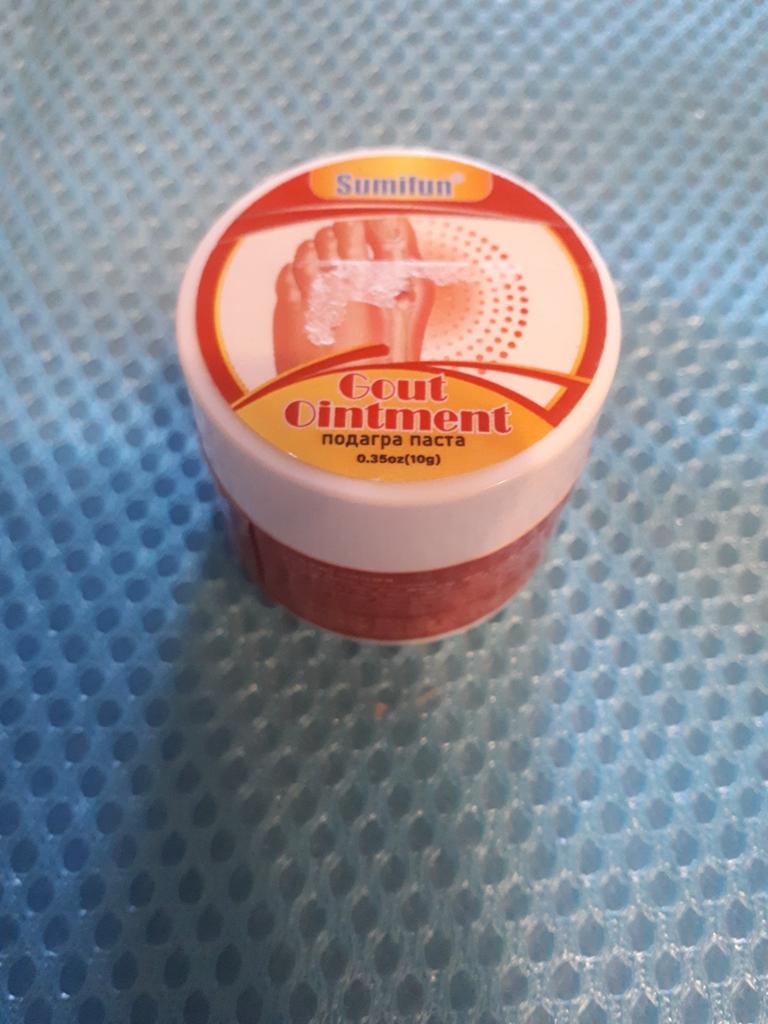 Sumifun®
Gout
Ointment
подагра паста
0.35oz(10g)